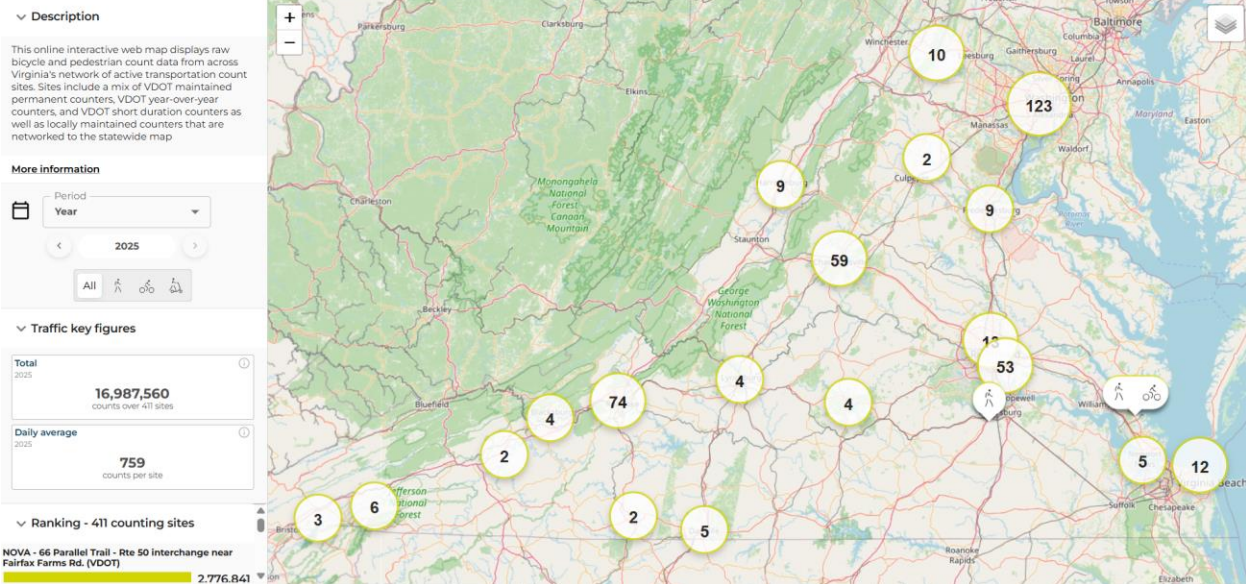 Description
This online interactive web map displays raw
bicycle and pedestrian count data from across
Virginia's network of active transportation count
sites. Sites include a mix of VDOT maintained
permanent counters, VDOT year-over-year
counters, and VDOT short duration counters as
well as locally maintained counters that are
networked to the statewide map
More information
Period
Year
2025
All
Traffic key figures
Total
2025
16,987,560
counts over 411 sites
Daily average
2025
759
counts per site
Ranking - 411 counting sites
NOVA - 66 Parallel Trail - Rte 50 interchange near
Fairfax Farms Rd. (VDOT)
2,776,841
+
−
Parkersburg
Clarksburg
Winchester
Baltimore
Columbia
10
Gaithersburg
Laurel
Elkins
123
Annapolis
Manassas
Maryland
Easton
2
Waldorf
Monongahela
National
Forest
Canaan
Mountain
9
Charleston
9
Potomac
River
Staunton
59
George
Washington
National
Forest
Beckley
53
4
Bluefield
74
4
4
2
5
12
6
3
2
5
Suffolk
Chesapeake
Roanoke
Rapids
Elizabeth